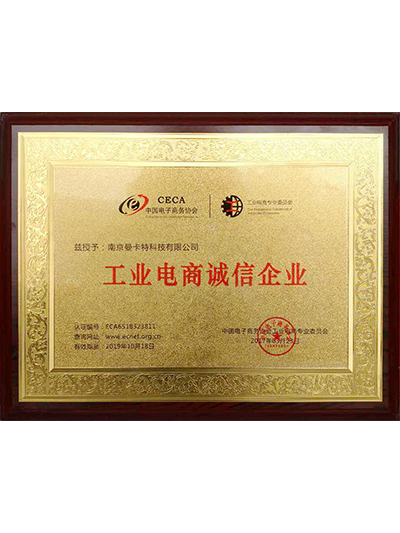 CECA
中国电子商务协会
工业电商专业委员会
兹授予：南京曼卡特科技有限公司
工业电商诚信企业
认证编号：ECA6518323811
查询网址：www.ecnet.org.cn
有效期至：2019年10月18日
中国电子商务协会工业电商专业委员会